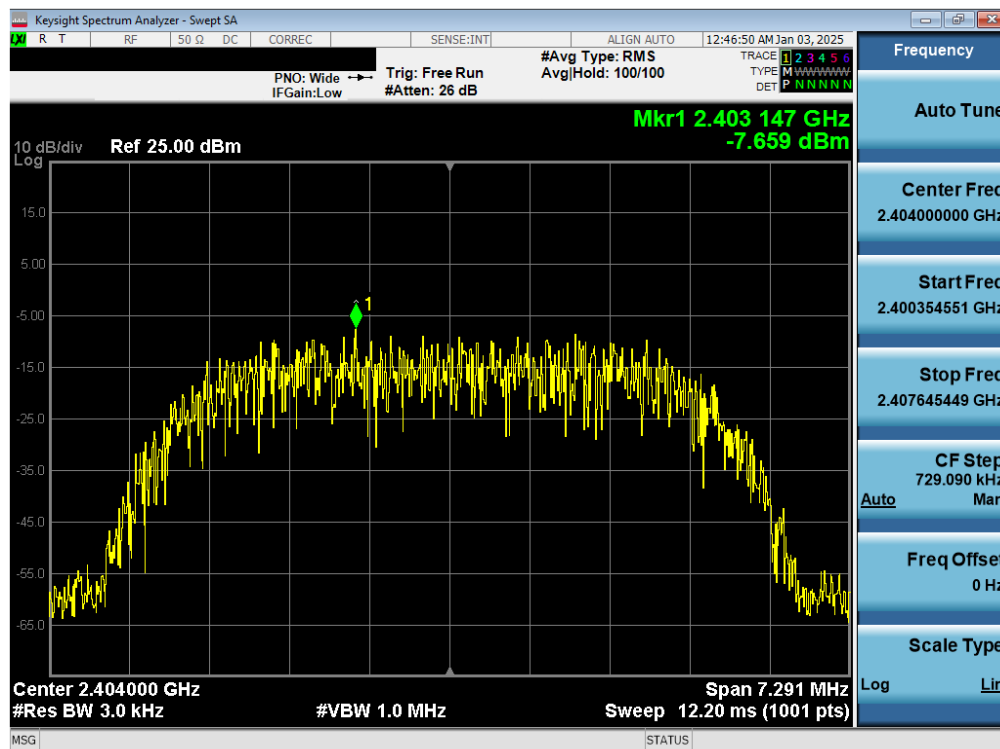 Keysight Spectrum Analyzer - Swept SA
LXI R T RF 50 Ω DC CORREC SENSE:INT ALIGN AUTO 12:46:50 AM Jan 03, 2025
PNO: Wide
IFGain:Low
Trig: Free Run
#Atten: 26 dB
#Avg Type: RMS
Avg|Hold: 100/100
TRACE 1 2 3 4 5 6
TYPE M
DET P N N N N N
Mkr1 2.403 147 GHz
-7.659 dBm
10 dB/div Ref 25.00 dBm
Log
15.0
5.00
-5.00
-15.0
-25.0
-35.0
-45.0
-55.0
-65.0
1
Center 2.404000 GHz Span 7.291 MHz
#Res BW 3.0 kHz #VBW 1.0 MHz Sweep 12.20 ms (1001 pts)
MSG STATUS
Frequency
Auto Tune
Center Freq
2.404000000 GHz
Start Freq
2.400354551 GHz
Stop Freq
2.407645449 GHz
CF Step
729.090 kHz
Auto Man
Freq Offset
0 Hz
Scale Type
Log Lin